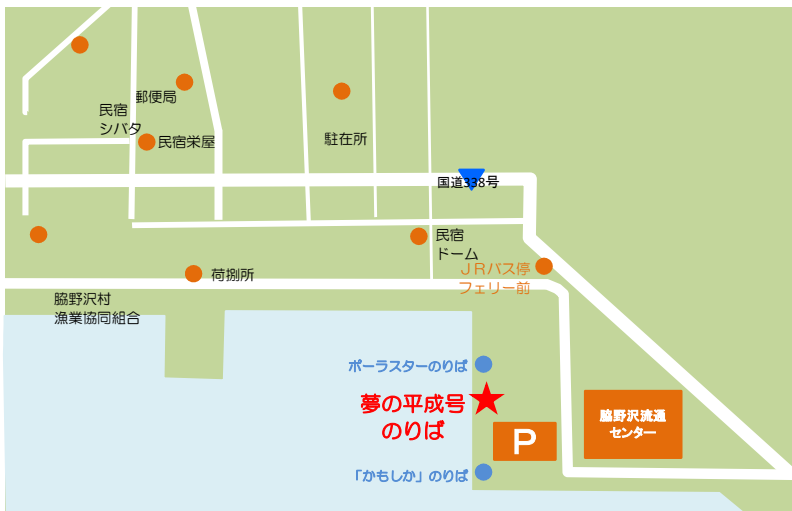 郵便局
民宿
シバタ
民宿栄屋
駐在所
国道338号
民宿
ドーム
JRバス停
フェリー前
荷捌所
脇野沢村
漁業協同組合
ポーラスターのりば
夢の平成号
のりば
P
脇野沢流通
センター
「かもしか」のりば